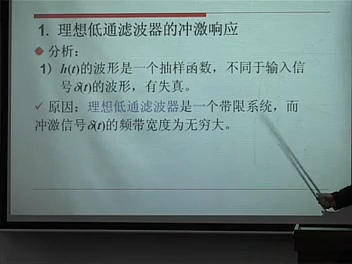 1. 理想低通滤波器的冲激响应
分析：
1）h(t)的波形是一个抽样函数，不同于输入信
号δ(t)的波形，有失真。
✓ 原因：理想低通滤波器是一个带限系统，而
冲激信号δ(t)的频带宽度为无穷大。